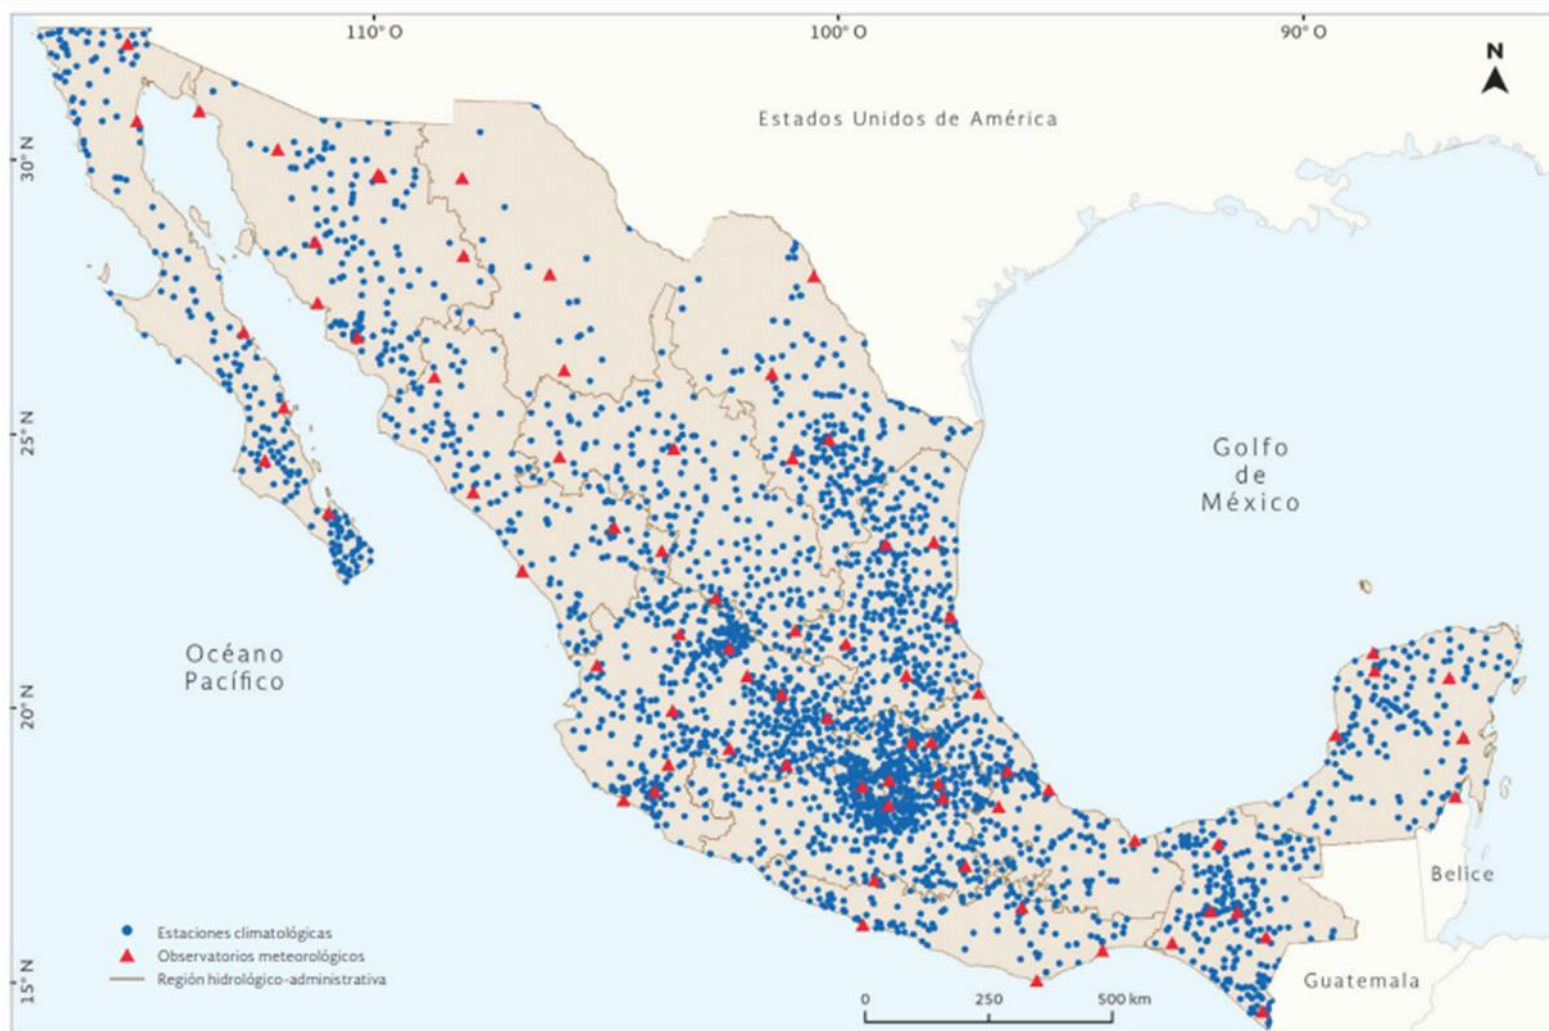 110° O
100° O
90° O
N
Estados Unidos de América
30° N
25° N
Golfo
de
México
Océano
Pacífico
20° N
Belice
Estaciones climatológicas
Observatorios meteorológicos
Región hidrológico-administrativa
15° N
Guatemala
0
250
500 km